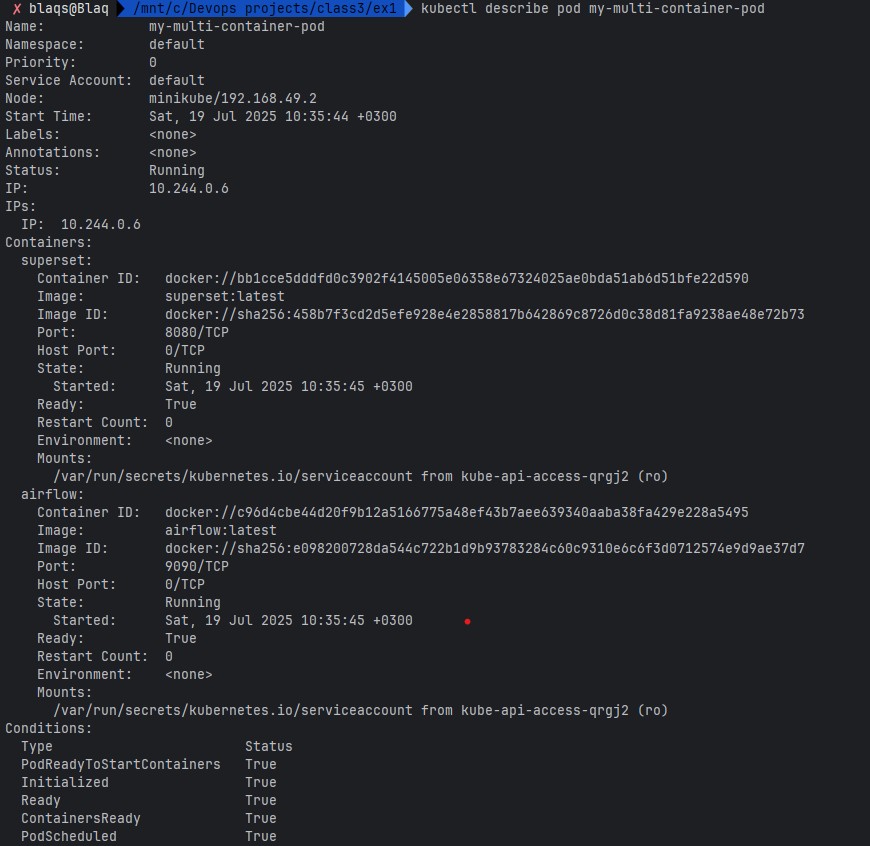 ✗ blaqs@Blaq /mnt/c/Devops projects/class3/ex1 kubectl describe pod my-multi-container-pod
Name:             my-multi-container-pod
Namespace:        default
Priority:         0
Service Account:  default
Node:             minikube/192.168.49.2
Start Time:       Sat, 19 Jul 2025 10:35:44 +0300
Labels:           <none>
Annotations:      <none>
Status:           Running
IP:               10.244.0.6
IPs:
  IP:  10.244.0.6
Containers:
  superset:
    Container ID:   docker://bb1cce5dddfd0c3902f4145005e06358e67324025ae0bda51ab6d51bfe22d590
    Image:          superset:latest
    Image ID:       docker://sha256:458b7f3cd2d5efe928e4e2858817b642869c8726d0c38d81fa9238ae48e72b73
    Port:           8080/TCP
    Host Port:      0/TCP
    State:          Running
      Started:      Sat, 19 Jul 2025 10:35:45 +0300
    Ready:          True
    Restart Count:  0
    Environment:    <none>
    Mounts:
      /var/run/secrets/kubernetes.io/serviceaccount from kube-api-access-qrgj2 (ro)
  airflow:
    Container ID:   docker://c96d4cbe44d20f9b12a5166775a48ef43b7aee639340aaba38fa429e228a5495
    Image:          airflow:latest
    Image ID:       docker://sha256:e098200728da544c722b1d9b93783284c60c9310e6c6f3d0712574e9d9ae37d7
    Port:           9090/TCP
    Host Port:      0/TCP
    State:          Running
      Started:      Sat, 19 Jul 2025 10:35:45 +0300
    Ready:          True
    Restart Count:  0
    Environment:    <none>
    Mounts:
      /var/run/secrets/kubernetes.io/serviceaccount from kube-api-access-qrgj2 (ro)
Conditions:
  Type                        Status
  PodReadyToStartContainers   True
  Initialized                 True
  Ready                       True
  ContainersReady             True
  PodScheduled                True